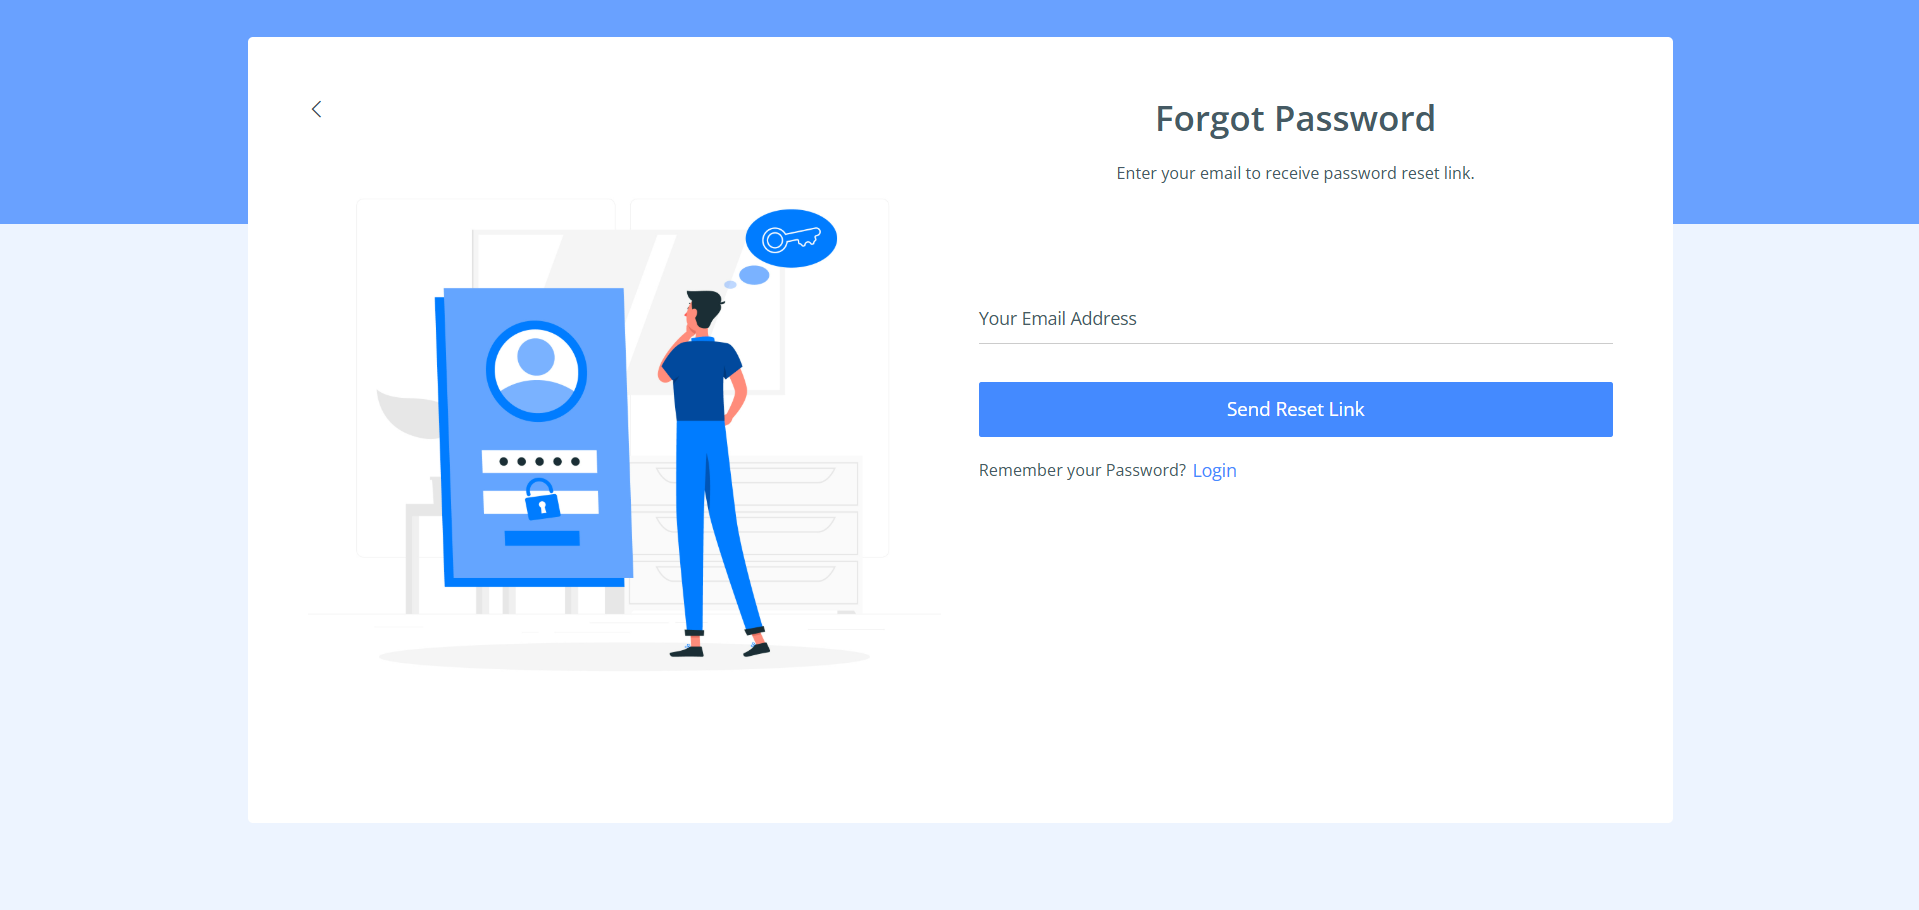 Forgot Password
Enter your email to receive password reset link.
Your Email Address
Send Reset Link
Remember your Password? Login